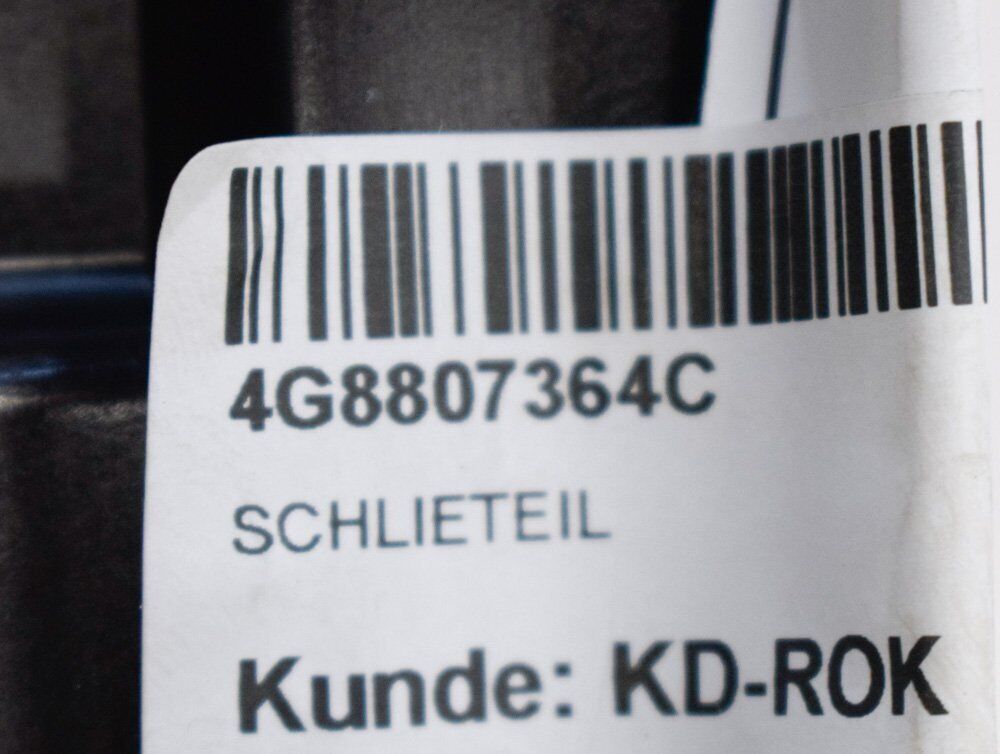 4G8807364C
SCHLIETEIL
Kunde: KD-ROK